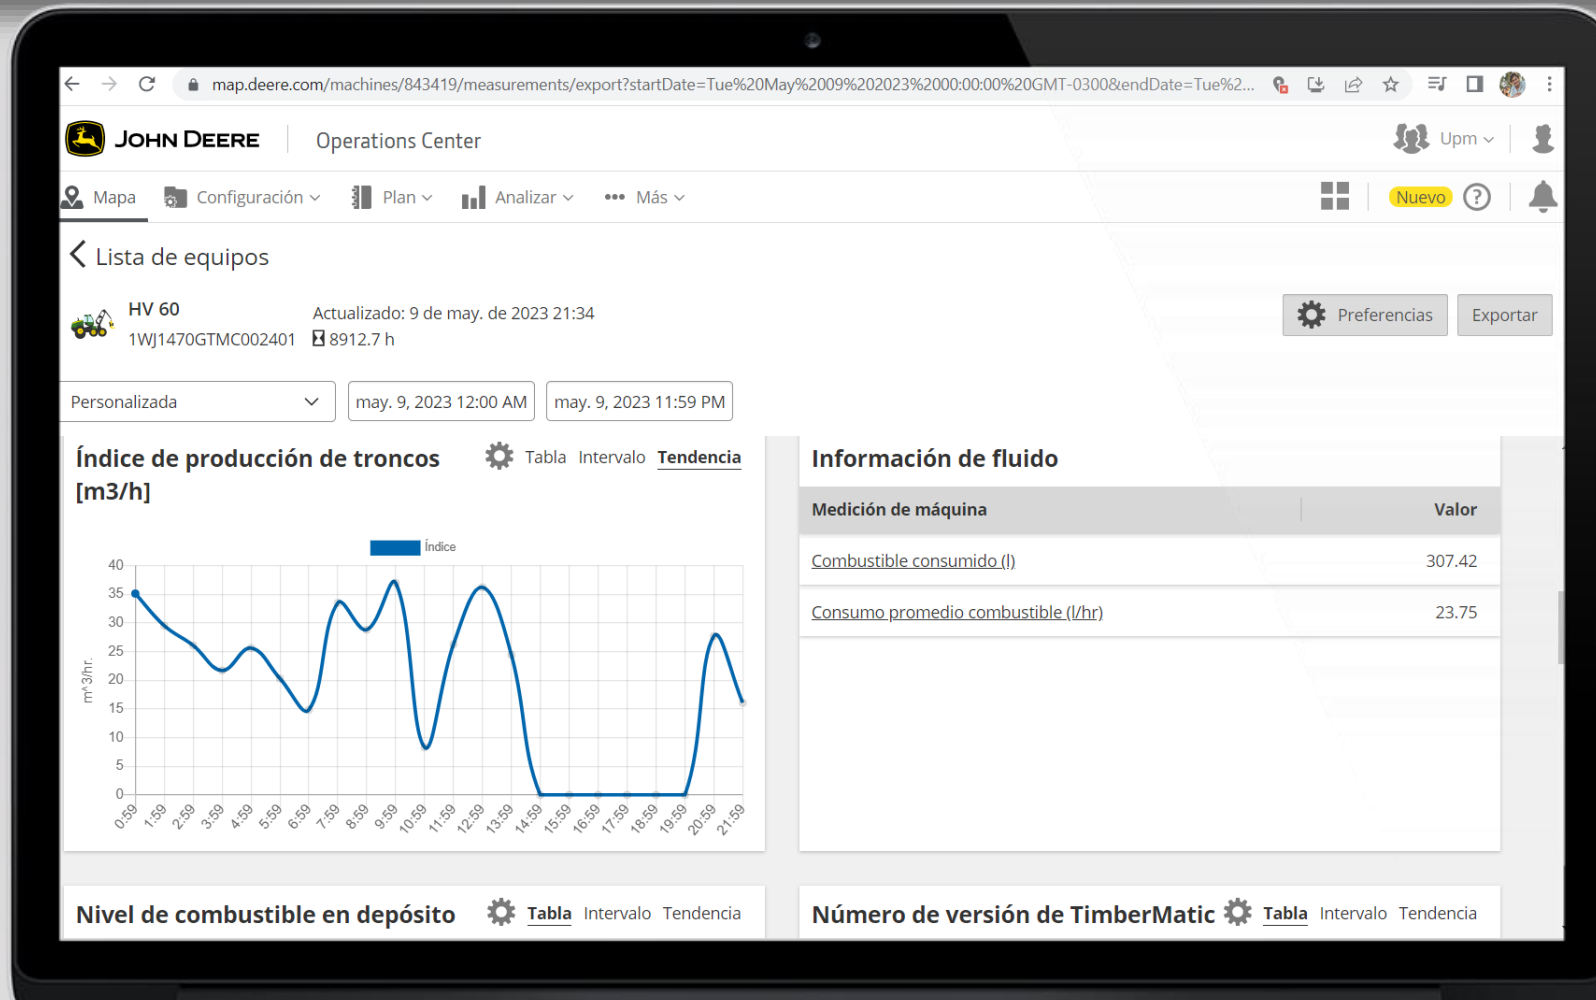 map.deere.com/machines/843419/measurements/export?startDate=Tue%20May%2009%202023%2000:00:00%20GMT-0300&endDate=Tue%2...
JOHN DEERE Operations Center Upm
Mapa Configuración Plan Analizar Más Nuevo ?
Lista de equipos
HV 60 Actualizado: 9 de may. de 2023 21:34
1WJ1470GTMC002401 8912.7 h
Preferencias Exportar
Personalizada may. 9, 2023 12:00 AM may. 9, 2023 11:59 PM
Índice de producción de troncos Tabla Intervalo Tendencia
[m3/h]
Índice
40
35
30
25
20
15
10
5
0
m^3/hr.
0:59 1:59 2:59 3:59 4:59 5:59 6:59 7:59 8:59 9:59 10:59 11:59 12:59 13:59 14:59 15:59 16:59 17:59 18:59 19:59 20:59 21:59
Información de fluido
Medición de máquina Valor
Combustible consumido (l) 307.42
Consumo promedio combustible (l/hr) 23.75
Nivel de combustible en depósito Tabla Intervalo Tendencia
Número de versión de TimberMatic Tabla Intervalo Tendencia